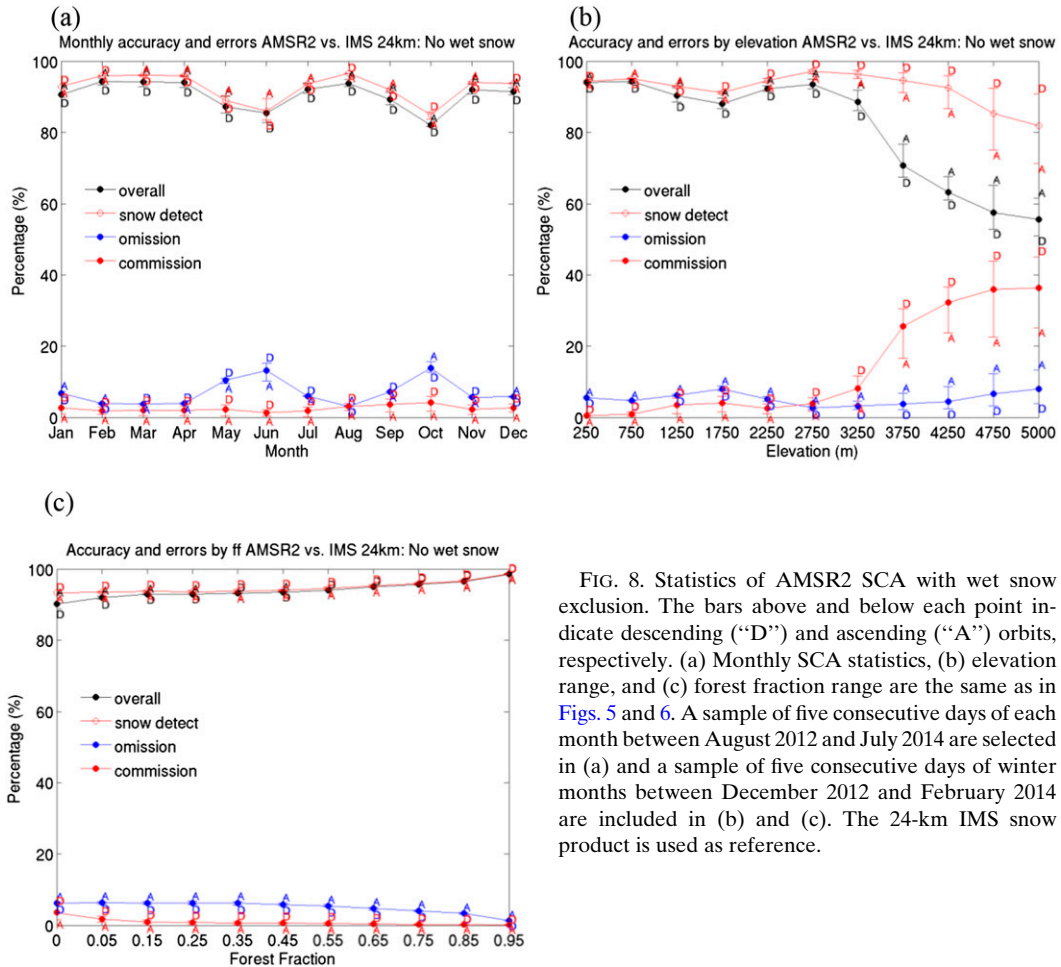 (a)
Monthly accuracy and errors AMSR2 vs. IMS 24km: No wet snow
Percentage (%)
100
80
60
40
20
0
overall
snow detect
omission
commission
Jan Feb Mar Apr May Jun Jul Aug Sep Oct Nov Dec
Month
(b)
Accuracy and errors by elevation AMSR2 vs. IMS 24km: No wet snow
Percentage (%)
100
80
60
40
20
0
overall
snow detect
omission
commission
250 750 1250 1750 2250 2750 3250 3750 4250 4750 5000
Elevation (m)
(c)
Accuracy and errors by ff AMSR2 vs. IMS 24km: No wet snow
Percentage (%)
100
80
60
40
20
0
overall
snow detect
omission
commission
0 0.05 0.15 0.25 0.35 0.45 0.55 0.65 0.75 0.85 0.95
Forest Fraction
FIG. 8. Statistics of AMSR2 SCA with wet snow
exclusion. The bars above and below each point in-
dicate descending (“D”) and ascending (“A”) orbits,
respectively. (a) Monthly SCA statistics, (b) elevation
range, and (c) forest fraction range are the same as in
Figs. 5 and 6. A sample of five consecutive days of each
month between August 2012 and July 2014 are selected
in (a) and a sample of five consecutive days of winter
months between December 2012 and February 2014
are included in (b) and (c). The 24-km IMS snow
product is used as reference.